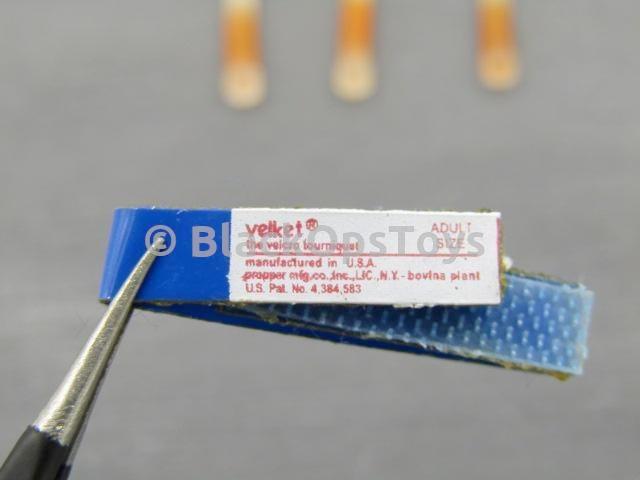 velket® ADULT
the velcro tourniquet SIZE
manufactured in U.S.A.
propper mfg.co.,inc.,LIC.,N.Y.- bovina plant
U.S. Pat. No. 4,384,583
© BlackOpsToys